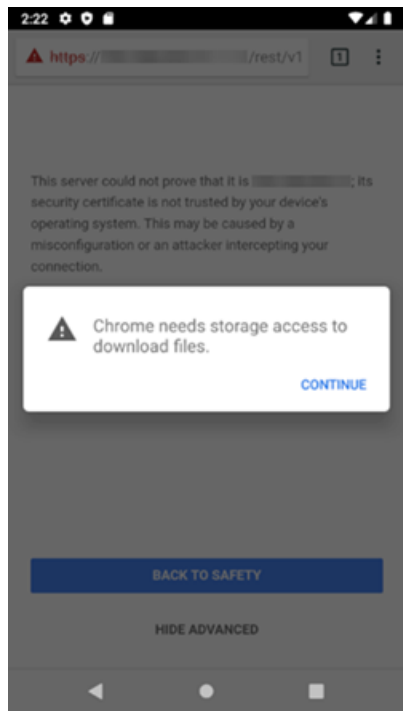 2:22
https:// /rest/v1 1
This server could not prove that it is ; its
security certificate is not trusted by your device's
operating system. This may be caused by a
misconfiguration or an attacker intercepting your
connection.
Chrome needs storage access to
download files.
CONTINUE
BACK TO SAFETY
HIDE ADVANCED